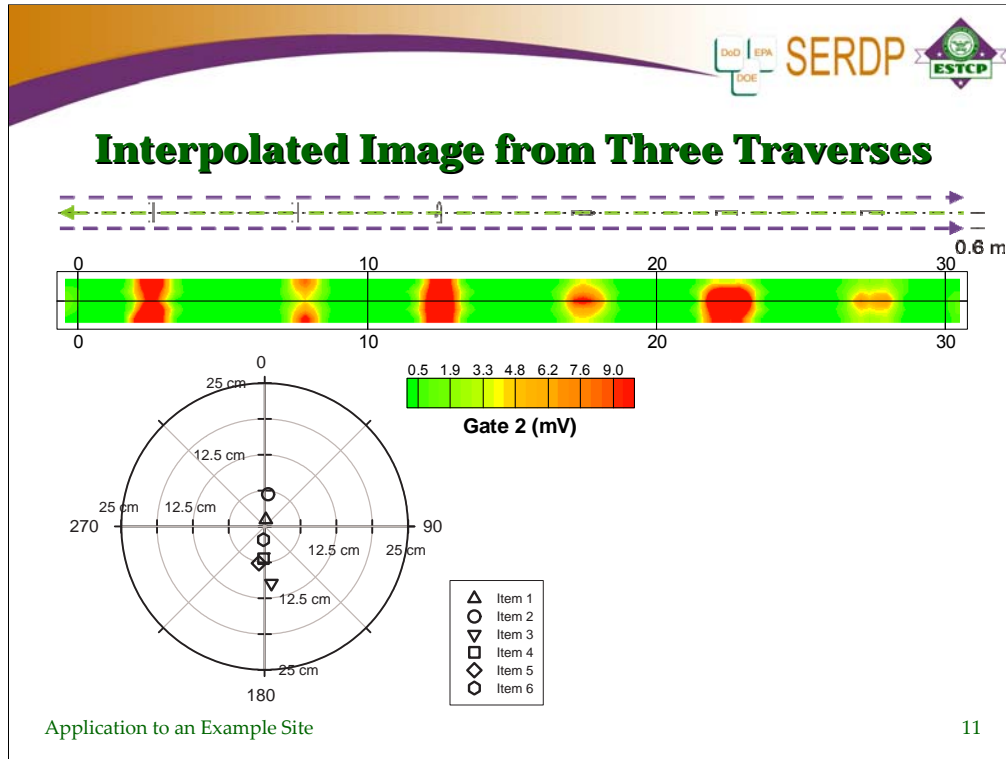 DoD EPA
DOE
SERDP
ESTCP
Interpolated Image from Three Traverses
0.6 m
0 10 20 30
0 10 20 30
0
25 cm
12.5 cm
25 cm 12.5 cm
270 90
12.5 cm 25 cm
12.5 cm
25 cm
180
0.5 1.9 3.3 4.8 6.2 7.6 9.0
Gate 2 (mV)
Item 1
Item 2
Item 3
Item 4
Item 5
Item 6
Application to an Example Site 11